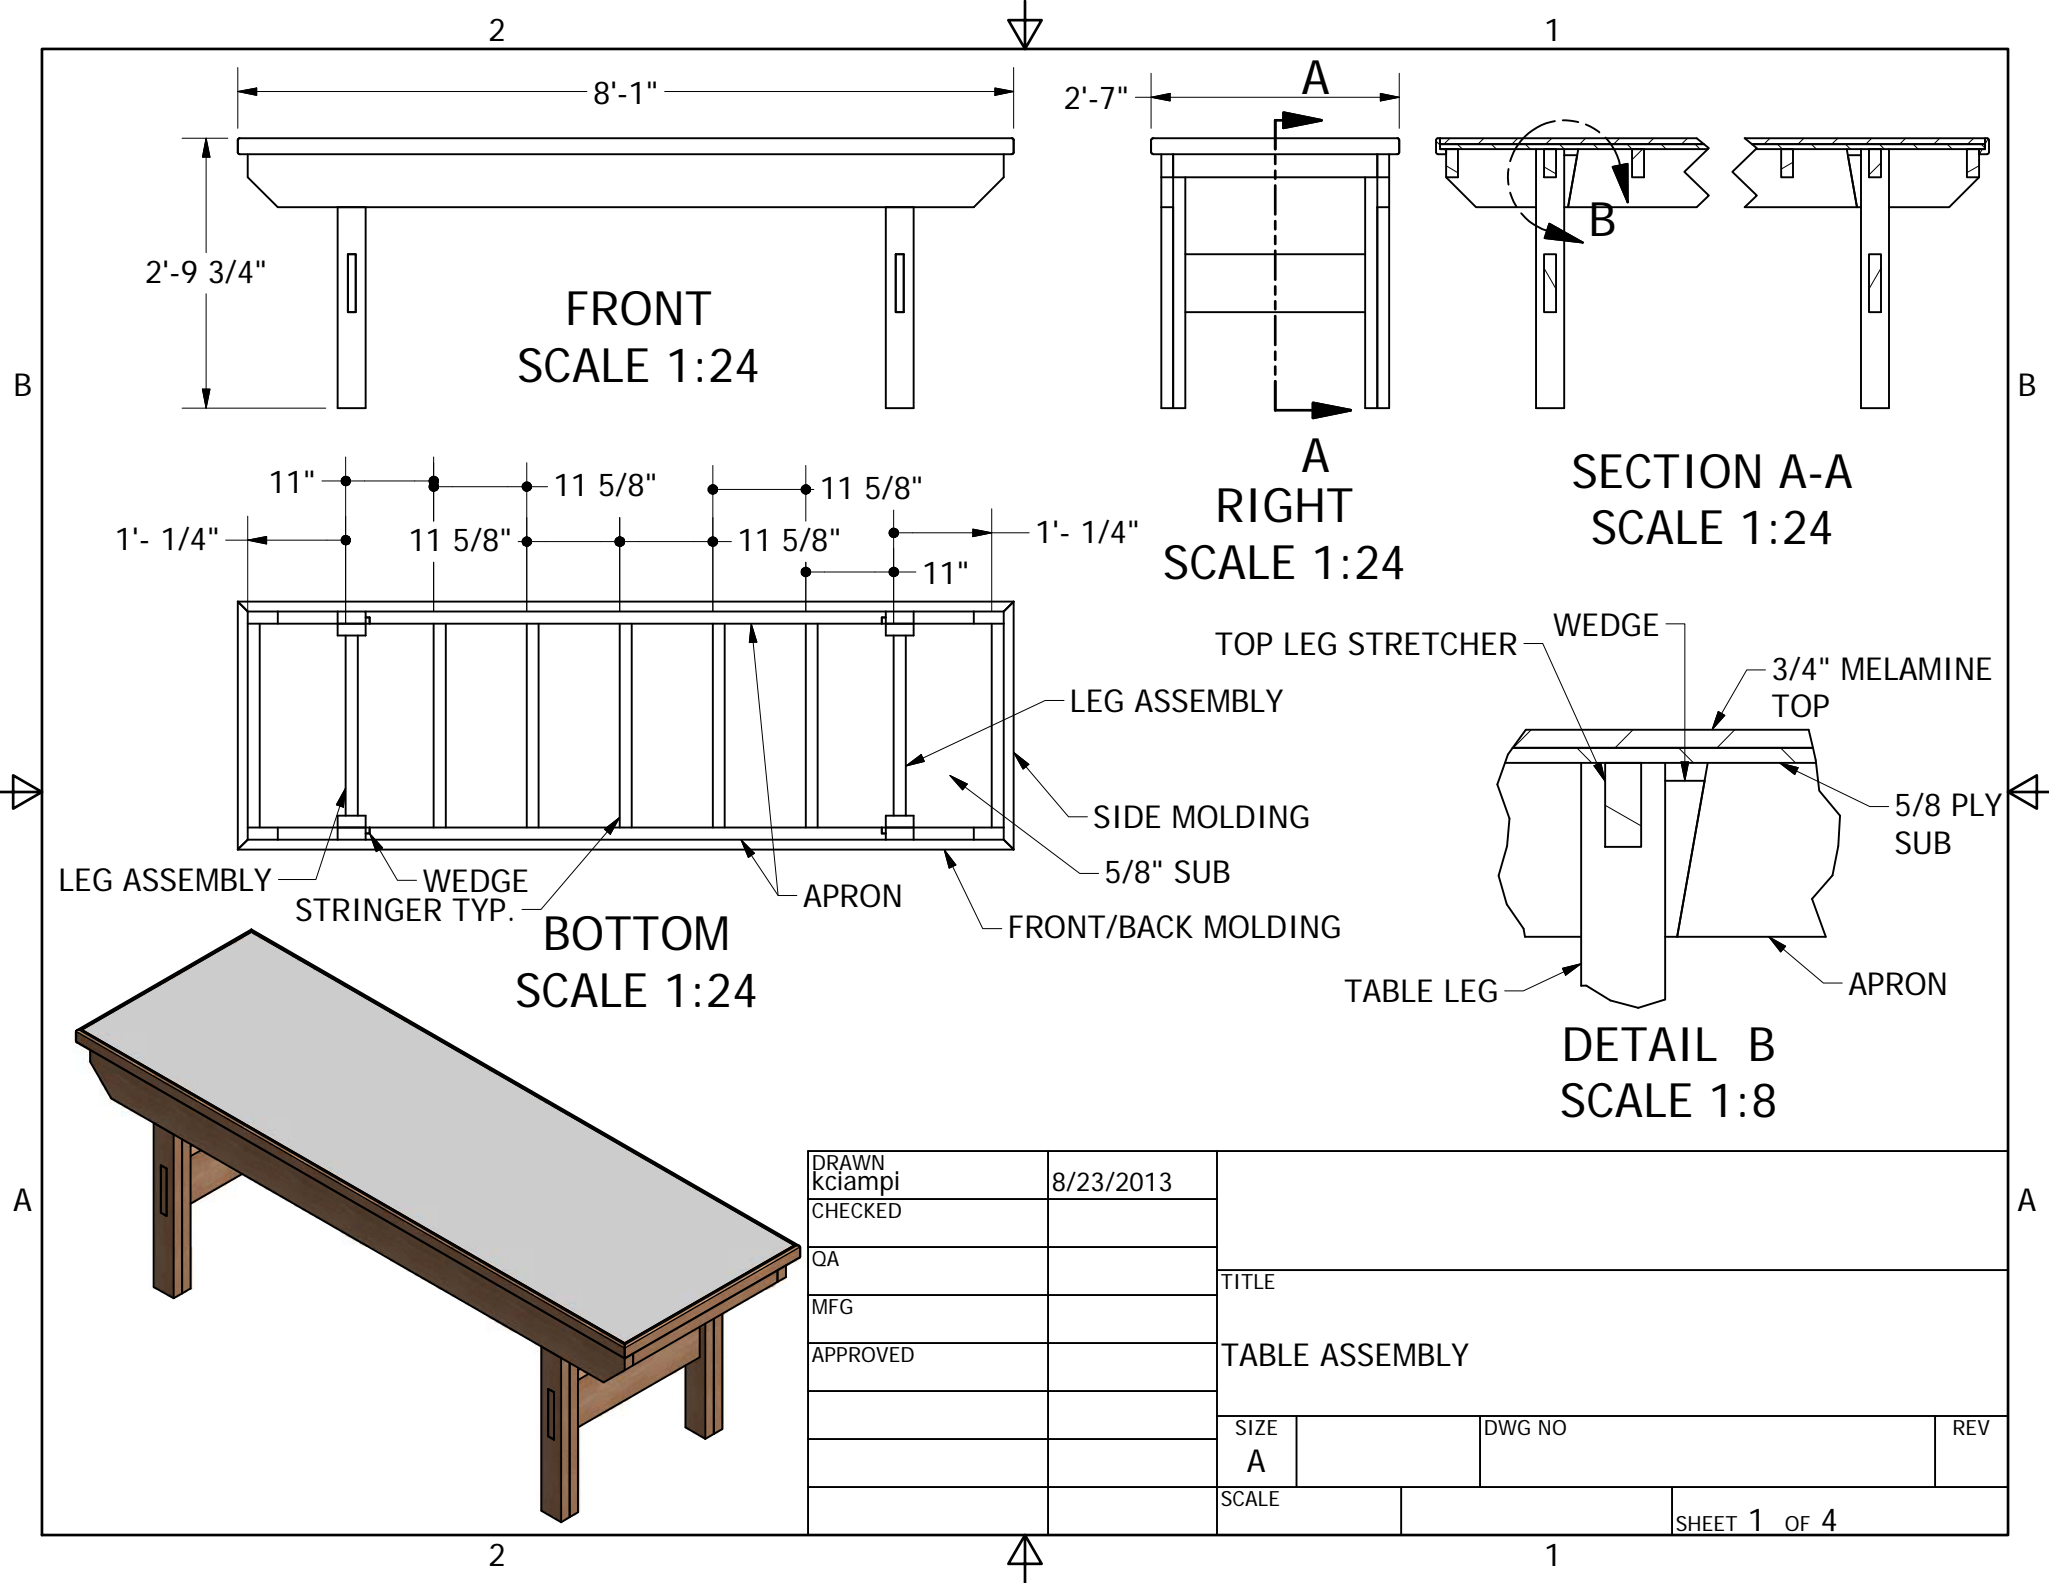 2
1
8'-1"
2'-7"
A
2'-9 3/4"
B
FRONT
SCALE 1:24
B
B
A
RIGHT
SCALE 1:24
SECTION A-A
SCALE 1:24
11"
11 5/8"
11 5/8"
1'- 1/4"
11 5/8"
11 5/8"
1'- 1/4"
11"
TOP LEG STRETCHER
WEDGE
3/4" MELAMINE
TOP
LEG ASSEMBLY
SIDE MOLDING
5/8 PLY
SUB
5/8" SUB
LEG ASSEMBLY
WEDGE
STRINGER TYP.
APRON
FRONT/BACK MOLDING
BOTTOM
SCALE 1:24
TABLE LEG
APRON
DETAIL B
SCALE 1:8
A
A
DRAWN
kciampi
8/23/2013
CHECKED
QA
MFG
APPROVED
TITLE
TABLE ASSEMBLY
SIZE
A
DWG NO
REV
SCALE
SHEET 1 OF 4
2
1